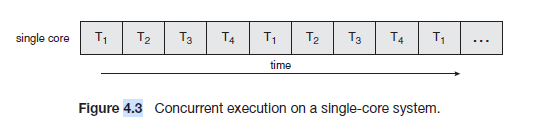 single core T1 T2 T3 T4 T1 T2 T3 T4 T1 ...
time
Figure 4.3 Concurrent execution on a single-core system.